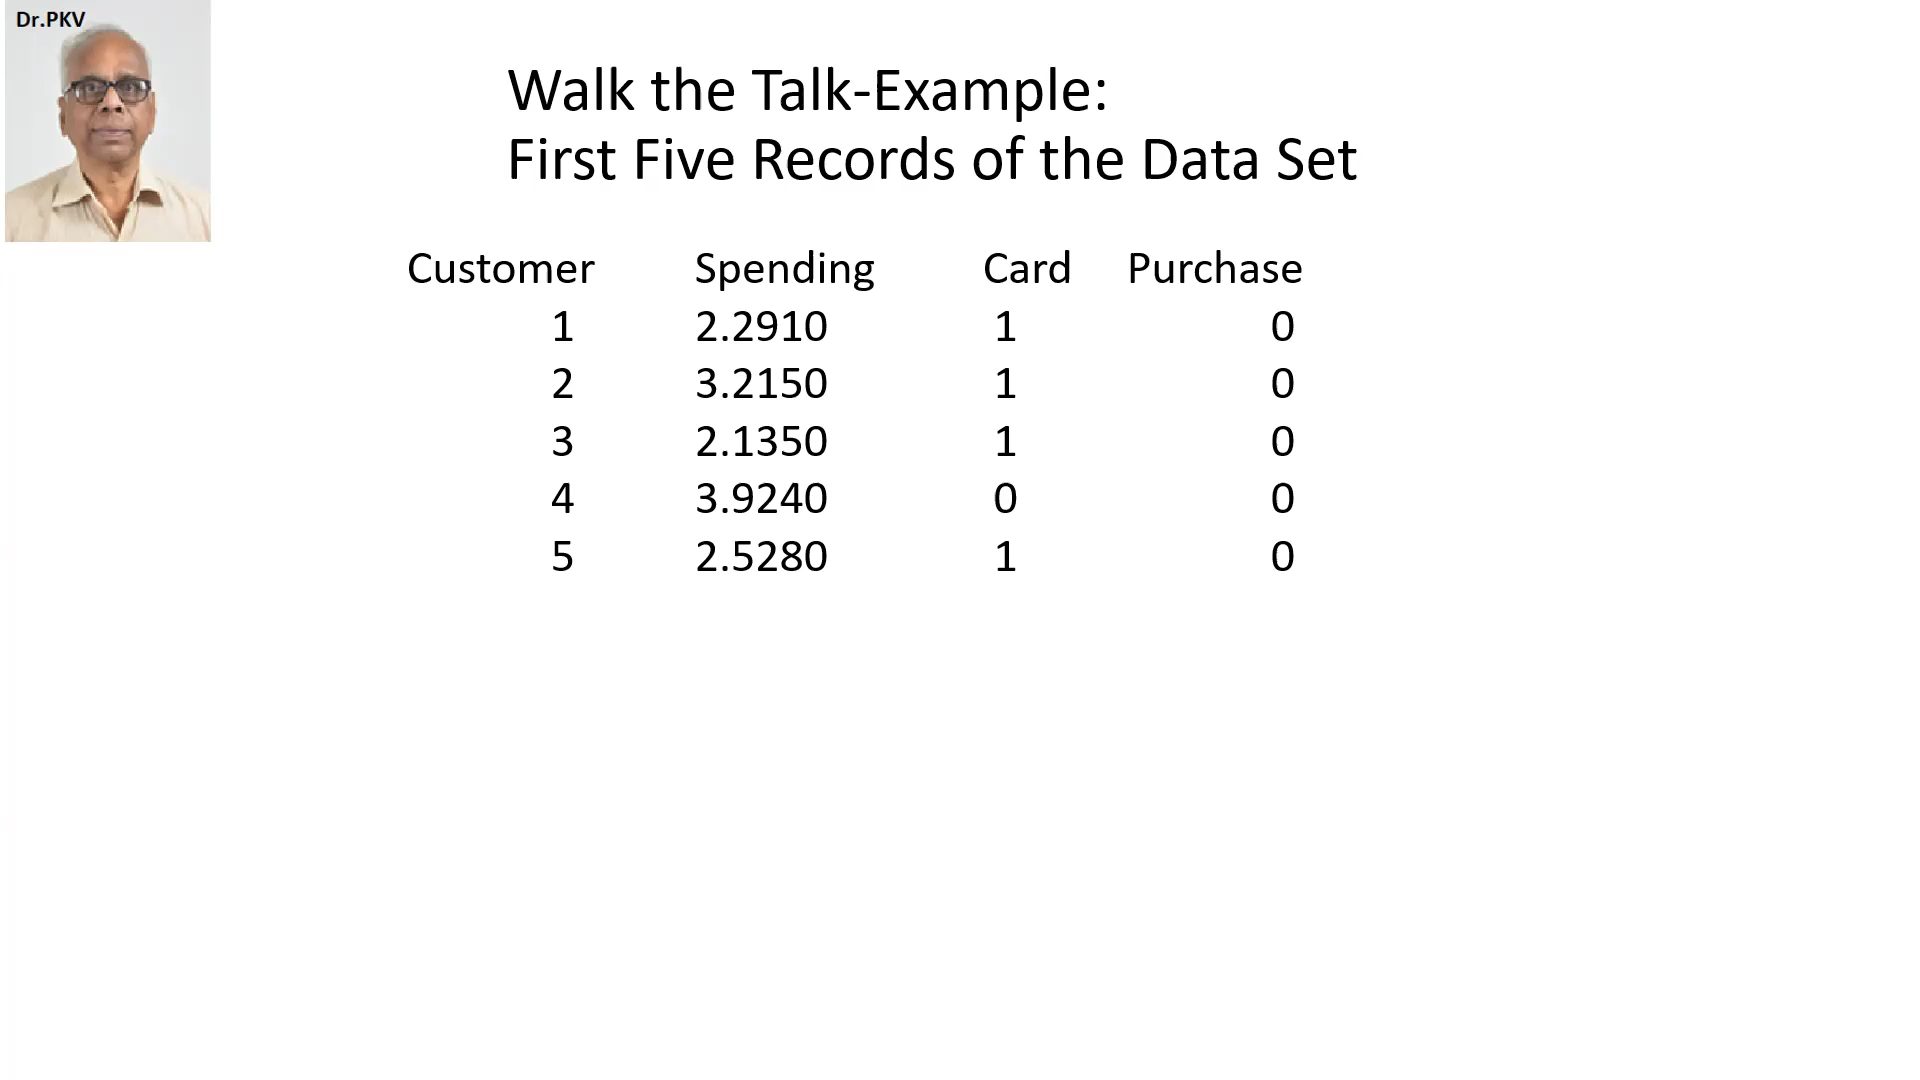 Dr.PKV
Walk the Talk-Example:
First Five Records of the Data Set
Customer Spending Card Purchase
1 2.2910 1 0
2 3.2150 1 0
3 2.1350 1 0
4 3.9240 0 0
5 2.5280 1 0